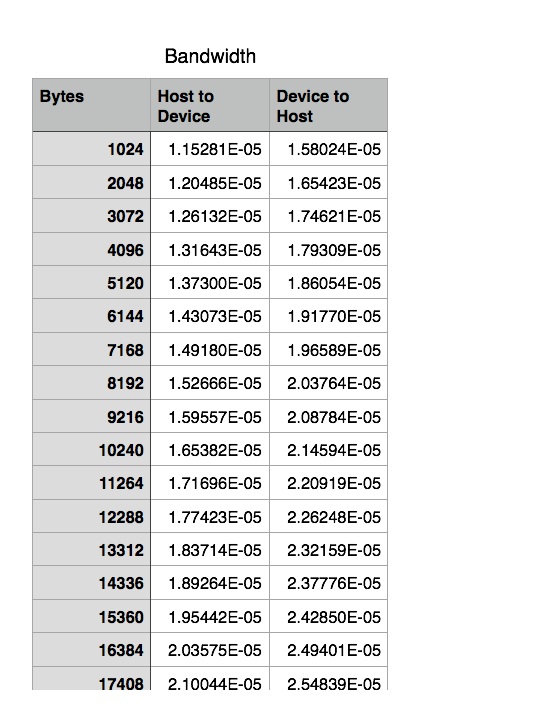 Bandwidth
Bytes Host to Device Device to Host
1024 1.15281E-05 1.58024E-05
2048 1.20485E-05 1.65423E-05
3072 1.26132E-05 1.74621E-05
4096 1.31643E-05 1.79309E-05
5120 1.37300E-05 1.86054E-05
6144 1.43073E-05 1.91770E-05
7168 1.49180E-05 1.96589E-05
8192 1.52666E-05 2.03764E-05
9216 1.59557E-05 2.08784E-05
10240 1.65382E-05 2.14594E-05
11264 1.71696E-05 2.20919E-05
12288 1.77423E-05 2.26248E-05
13312 1.83714E-05 2.32159E-05
14336 1.89264E-05 2.37776E-05
15360 1.95442E-05 2.42850E-05
16384 2.03575E-05 2.49401E-05
17408 2.10044E-05 2.54839E-05